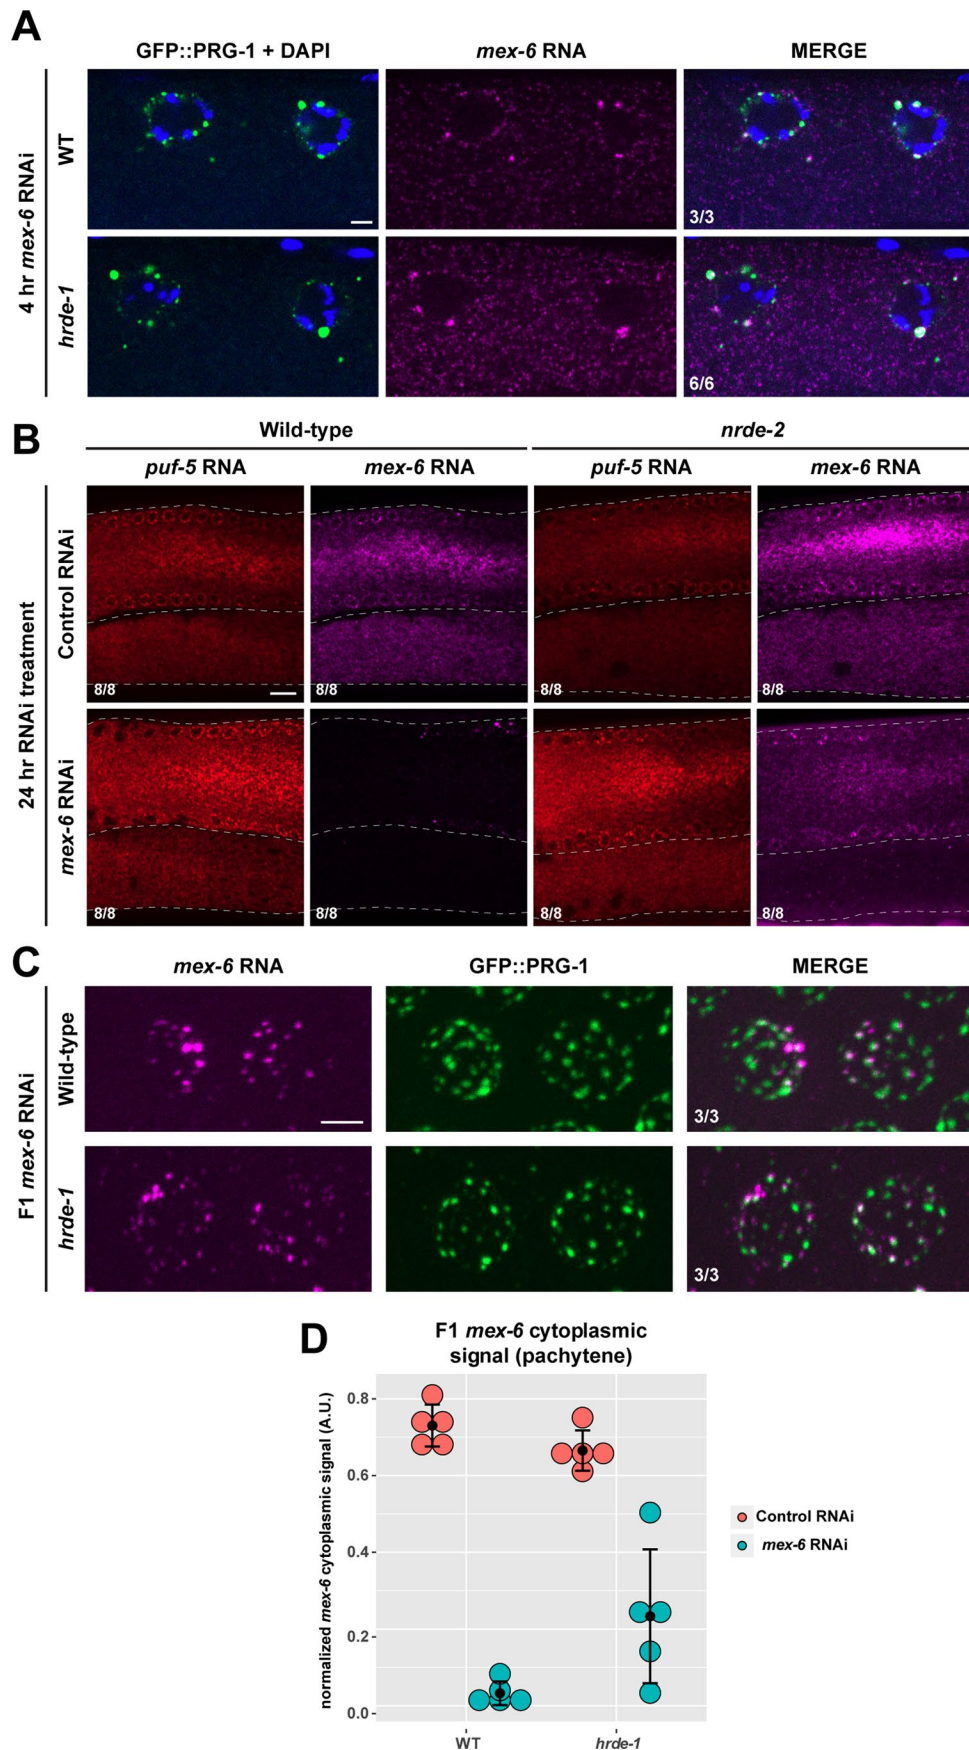 A
GFP::PRG-1 + DAPI
mex-6 RNA
MERGE
4 hr mex-6 RNAi
WT
3/3
hrde-1
6/6
B
Wild-type
nrde-2
puf-5 RNA
mex-6 RNA
puf-5 RNA
mex-6 RNA
24 hr RNAi treatment
Control RNAi
8/8
8/8
8/8
8/8
mex-6 RNAi
8/8
8/8
8/8
8/8
C
mex-6 RNA
GFP::PRG-1
MERGE
F1 mex-6 RNAi
Wild-type
3/3
hrde-1
3/3
D
F1 mex-6 cytoplasmic
signal (pachytene)
normalized mex-6 cytoplasmic signal (A.U.)
0.8
0.6
0.4
0.2
0.0
WT
hrde-1
Control RNAi
mex-6 RNAi